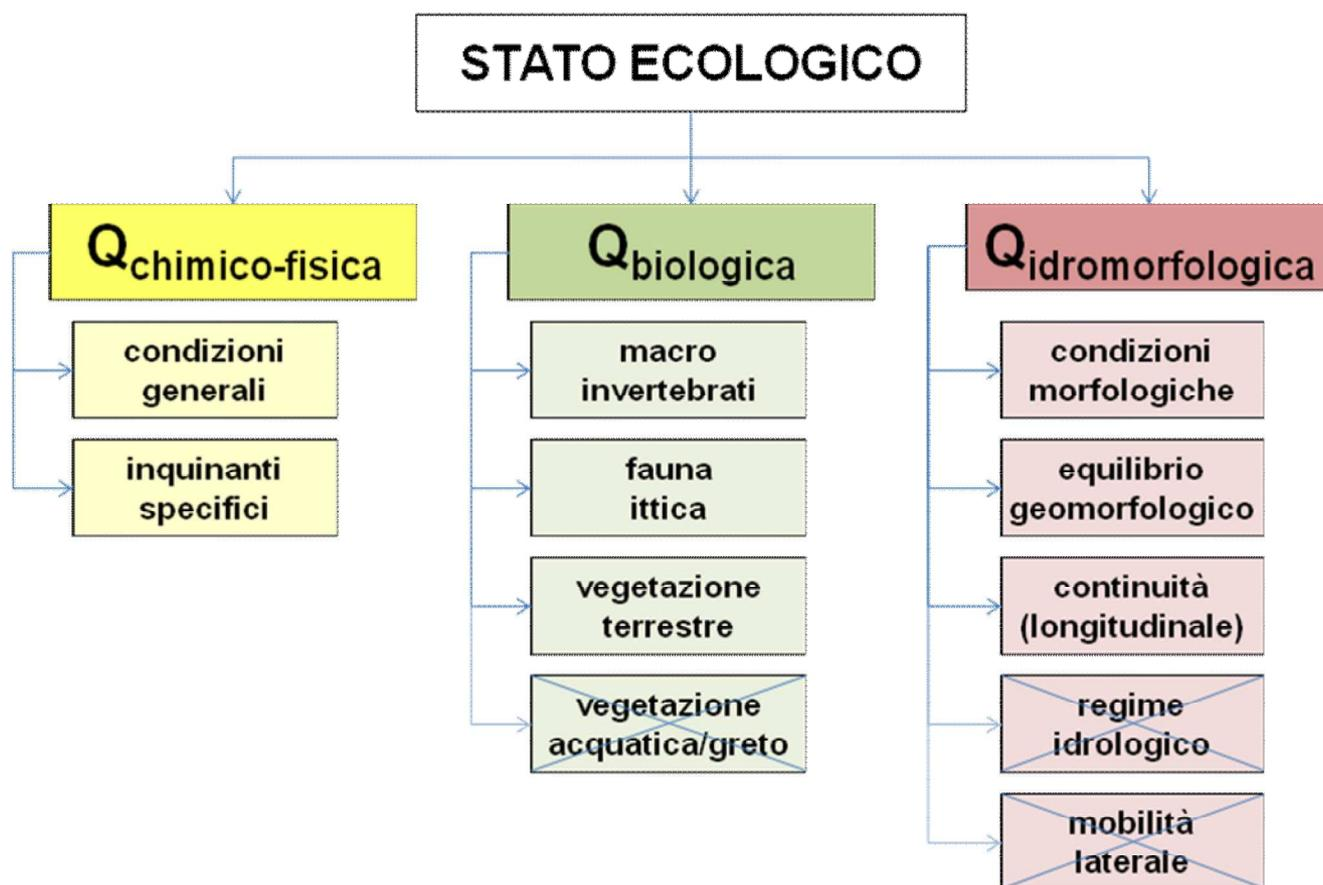 STATO ECOLOGICO
Qchimico-fisica
condizioni
generali
inquinanti
specifici
Qbiologica
macro
invertebrati
fauna
ittica
vegetazione
terrestre
vegetazione
acquatica/greto
Qidromorfologica
condizioni
morfologiche
equilibrio
geomorfologico
continuità
(longitudinale)
regime
idrologico
mobilità
laterale